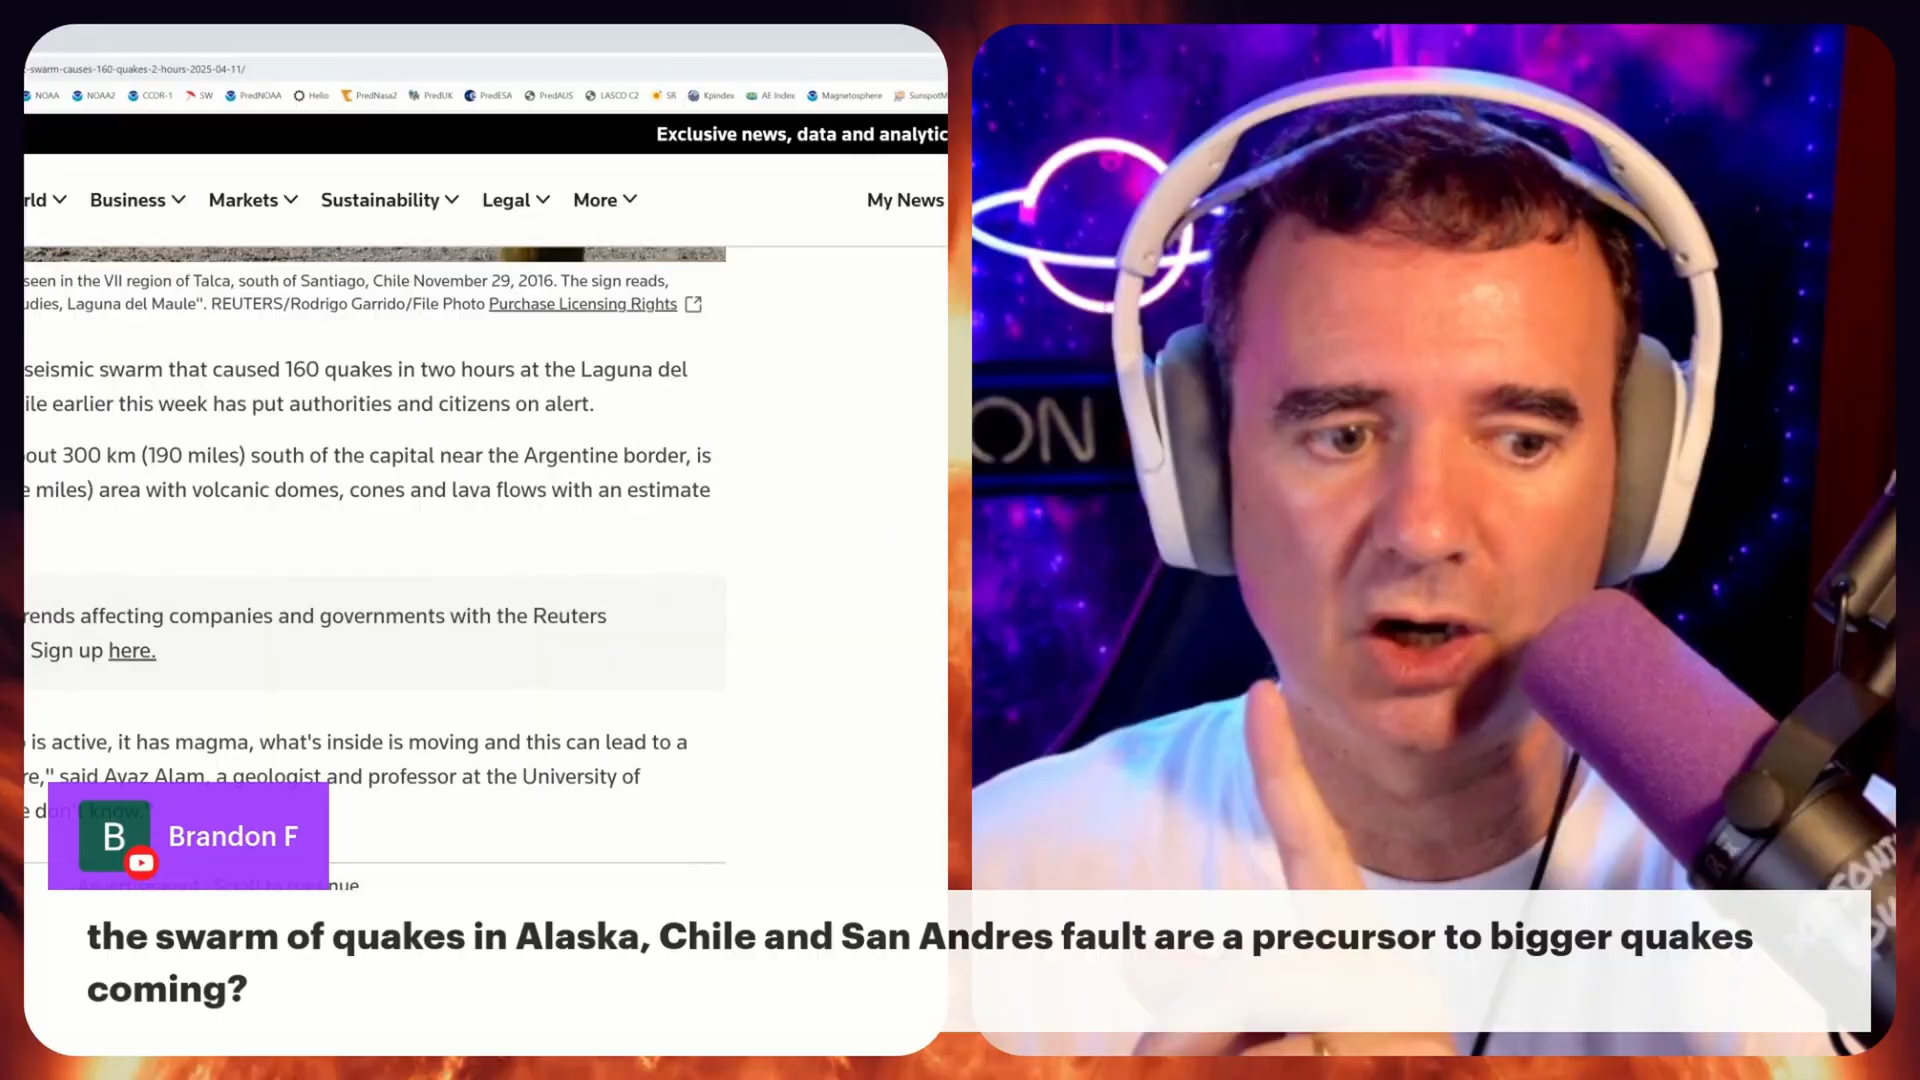 -swarm-causes-160-quakes-2-hours-2025-04-11/
NOAA NOAA2 CCOR-1 SW PredNOAA Helio PredNasa2 PredUK PredESA PredAUS LASCO C2 SR Kpindex AE Index Magnetosphere SunspotM
Exclusive news, data and analytic
rld Business Markets Sustainability Legal More My News
seen in the VII region of Talca, south of Santiago, Chile November 29, 2016. The sign reads,
udies, Laguna del Maule". REUTERS/Rodrigo Garrido/File Photo Purchase Licensing Rights
seismic swarm that caused 160 quakes in two hours at the Laguna del
ile earlier this week has put authorities and citizens on alert.
out 300 km (190 miles) south of the capital near the Argentine border, is
e miles) area with volcanic domes, cones and lava flows with an estimate
rends affecting companies and governments with the Reuters
Sign up here.
is active, it has magma, what's inside is moving and this can lead to a
re," said Ayaz Alam, a geologist and professor at the University of
e don't know."
B Brandon F
Advertisement · Scroll to continue
the swarm of quakes in Alaska, Chile and San Andres fault are a precursor to bigger quakes
coming?
ON